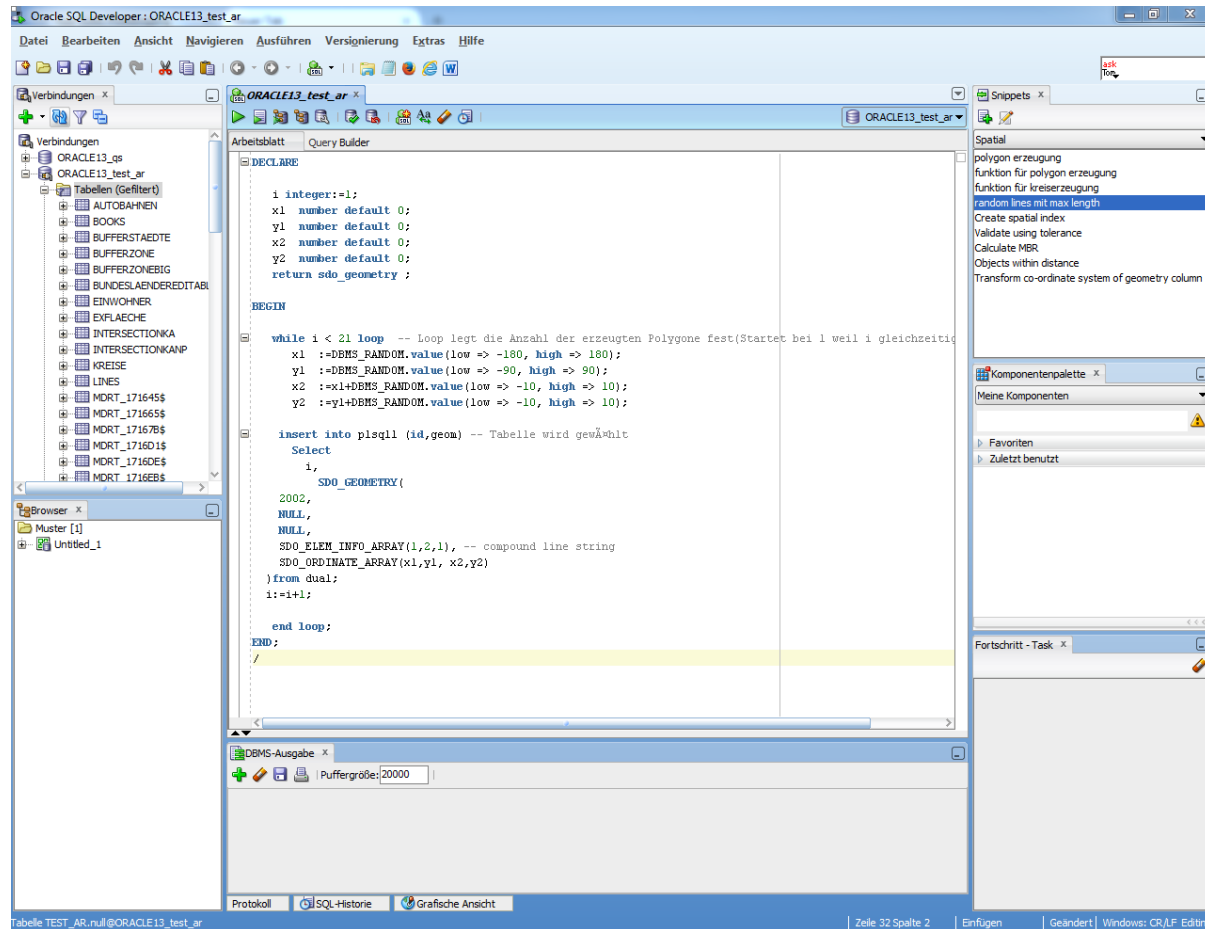 Oracle SQL Developer : ORACLE13_test_ar
Datei Bearbeiten Ansicht Navigieren Ausführen Versionierung Extras Hilfe
ask
Tom
Verbindungen
Verbindungen
ORACLE13_qs
ORACLE13_test_ar
Tabellen (Gefiltert)
AUTOBAHNEN
BOOKS
BUFFERSTAEDTE
BUFFERZONE
BUFFERZONEBIG
BUNDESLAENDEREDITABL
EINWOHNER
EXFLAECHE
INTERSECTIONKA
INTERSECTIONKANP
KREISE
LINES
MDRT_171645$
MDRT_171665$
MDRT_17167B$
MDRT_1716D1$
MDRT_1716DE$
MDRT_1716EB$
Browser
Muster [1]
Untitled_1
ORACLE13_test_ar
ORACLE13_test_ar
Arbeitsblatt Query Builder
DECLARE
i integer:=1;
x1 number default 0;
y1 number default 0;
x2 number default 0;
y2 number default 0;
return sdo_geometry ;
BEGIN
while i < 21 loop -- Loop legt die Anzahl der erzeugten Polygone fest(Startet bei 1 weil i gleichzeitig
x1 :=DBMS_RANDOM.value(low => -180, high => 180);
y1 :=DBMS_RANDOM.value(low => -90, high => 90);
x2 :=x1+DBMS_RANDOM.value(low => -10, high => 10);
y2 :=y1+DBMS_RANDOM.value(low => -10, high => 10);
insert into plsql1 (id,geom) -- Tabelle wird gewÃ¤hlt
Select
i,
SDO_GEOMETRY(
2002,
NULL,
NULL,
SDO_ELEM_INFO_ARRAY(1,2,1), -- compound line string
SDO_ORDINATE_ARRAY(x1,y1, x2,y2)
)from dual;
i:=i+1;
end loop;
END;
/
DBMS-Ausgabe
Puffergröße: 20000
Protokoll SQL-Historie Grafische Ansicht
Snippets
Spatial
polygon erzeugung
funktion für polygon erzeugung
funktion für kreiserzeugung
random lines mit max length
Create spatial index
Validate using tolerance
Calculate MBR
Objects within distance
Transform co-ordinate system of geometry column
Komponentenpalette
Meine Komponenten
Favoriten
Zuletzt benutzt
Fortschritt - Task
Tabelle TEST_AR.null@ORACLE13_test_ar
Zeile 32 Spalte 2 Einfügen Geändert Windows: CR/LF Editin